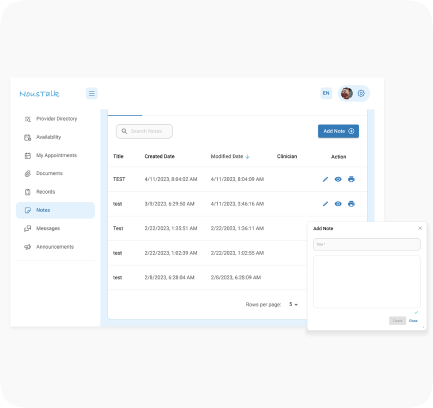 NousTalk
EN
Provider Directory
Availability
My Appointments
Documents
Records
Notes
Messages
Announcements
Search Notes
Add Note
Title Created Date Modified Date Clinician Action
TEST 4/11/2023, 8:04:02 AM 4/11/2023, 8:04:09 AM
test 3/9/2023, 6:29:50 AM 4/11/2023, 3:46:16 AM
Test 2/22/2023, 1:35:51 AM 2/22/2023, 1:36:11 AM
test 2/22/2023, 1:02:39 AM 2/22/2023, 1:02:55 AM
test 2/8/2023, 6:28:04 AM 2/8/2023, 6:28:09 AM
Rows per page: 5
Add Note
Close